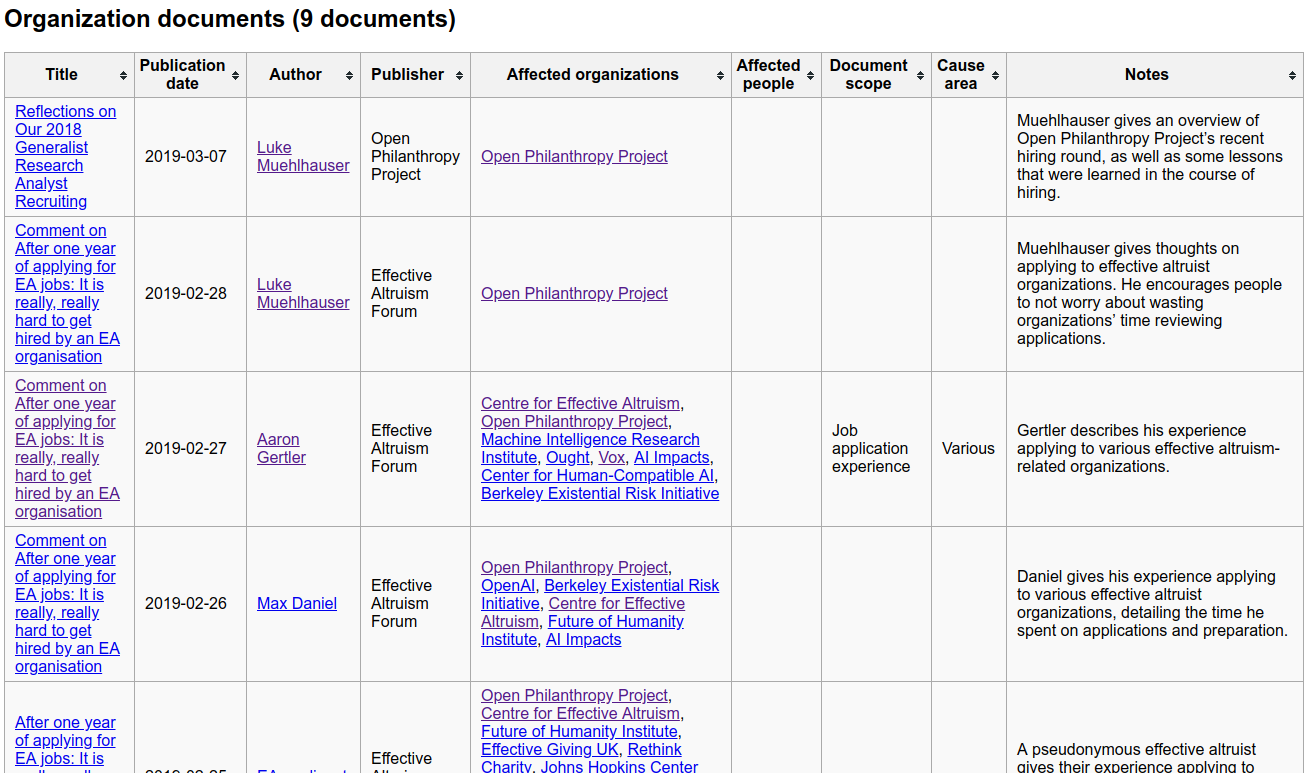 Organization documents (9 documents)
Title
Publication date
Author
Publisher
Affected organizations
Affected people
Document scope
Cause area
Notes
Reflections on
Our 2018
Generalist
Research
Analyst
Recruiting
2019-03-07
Luke
Muehlhauser
Open
Philanthropy
Project
Open Philanthropy Project
Muehlhauser gives an overview of
Open Philanthropy Project’s recent
hiring round, as well as some lessons
that were learned in the course of
hiring.
Comment on
After one year
of applying for
EA jobs: It is
really, really
hard to get
hired by an EA
organisation
2019-02-28
Luke
Muehlhauser
Effective
Altruism
Forum
Open Philanthropy Project
Muehlhauser gives thoughts on
applying to effective altruist
organizations. He encourages people
to not worry about wasting
organizations’ time reviewing
applications.
Comment on
After one year
of applying for
EA jobs: It is
really, really
hard to get
hired by an EA
organisation
2019-02-27
Aaron
Gertler
Effective
Altruism
Forum
Centre for Effective Altruism,
Open Philanthropy Project,
Machine Intelligence Research
Institute, Ought, Vox, AI Impacts,
Center for Human-Compatible AI,
Berkeley Existential Risk Initiative
Job
application
experience
Various
Gertler describes his experience
applying to various effective altruism-
related organizations.
Comment on
After one year
of applying for
EA jobs: It is
really, really
hard to get
hired by an EA
organisation
2019-02-26
Max Daniel
Effective
Altruism
Forum
Open Philanthropy Project,
OpenAI, Berkeley Existential Risk
Initiative, Centre for Effective
Altruism, Future of Humanity
Institute, AI Impacts
Daniel gives his experience applying
to various effective altruist
organizations, detailing the time he
spent on applications and preparation.
After one year
of applying for
EA jobs: It is
Effective
Open Philanthropy Project,
Centre for Effective Altruism,
Future of Humanity Institute,
Effective Giving UK, Rethink
Charity, Johns Hopkins Center
A pseudonymous effective altruist
gives their experience applying to